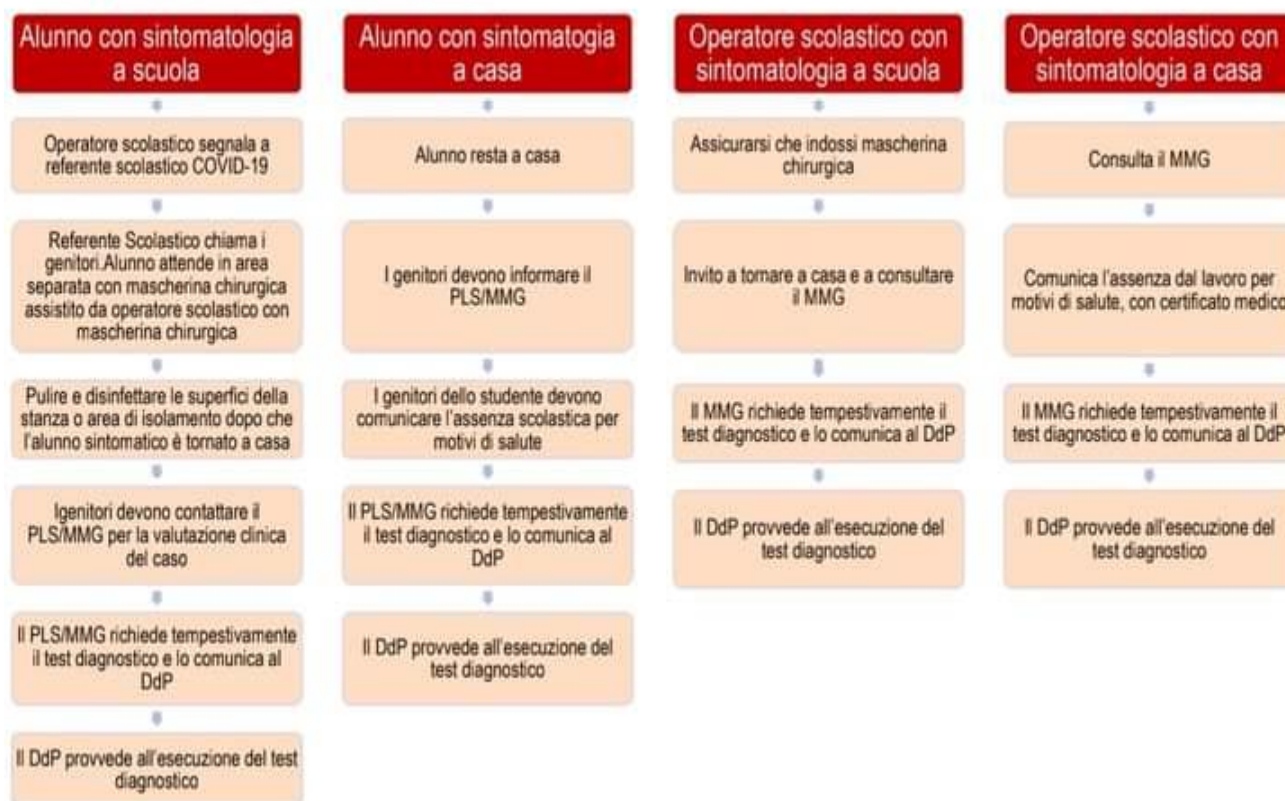 Alunno con sintomatologia
a scuola
Operatore scolastico segnala a
referente scolastico COVID-19
Referente Scolastico chiama i
genitori.Alunno attende in area
separata con mascherina chirurgica
assistito da operatore scolastico con
mascherina chirurgica
Pulire e disinfettare le superfici della
stanza o area di isolamento dopo che
l'alunno sintomatico è tornato a casa
Igenitori devono contattare il
PLS/MMG per la valutazione clinica
del caso
Il PLS/MMG richiede tempestivamente
il test diagnostico e lo comunica al
DdP
Il DdP provvede all'esecuzione del test
diagnostico
Alunno con sintomatogia
a casa
Alunno resta a casa
I genitori devono informare il
PLS/MMG
I genitori dello studente devono
comunicare l'assenza scolastica per
motivi di salute
Il PLS/MMG richiede tempestivamente
il test diagnostico e lo comunica al
DdP
Il DdP provvede all'esecuzione del
test diagnostico
Operatore scolastico con
sintomatologia a scuola
Assicurarsi che indossi mascherina
chirurgica
Invito a tornare a casa e a consultare
il MMG
Il MMG richiede tempestivamente il
test diagnostico e lo comunica al DdP
Il DdP provvede all'esecuzione del
test diagnostico
Operatore scolastico con
sintomatologia a casa
Consulta il MMG
Comunica l'assenza dal lavoro per
motivi di salute, con certificato medico
Il MMG richiede tempestivamente il
test diagnostico e lo comunica al DdP
Il DdP provvede all'esecuzione del
test diagnostico